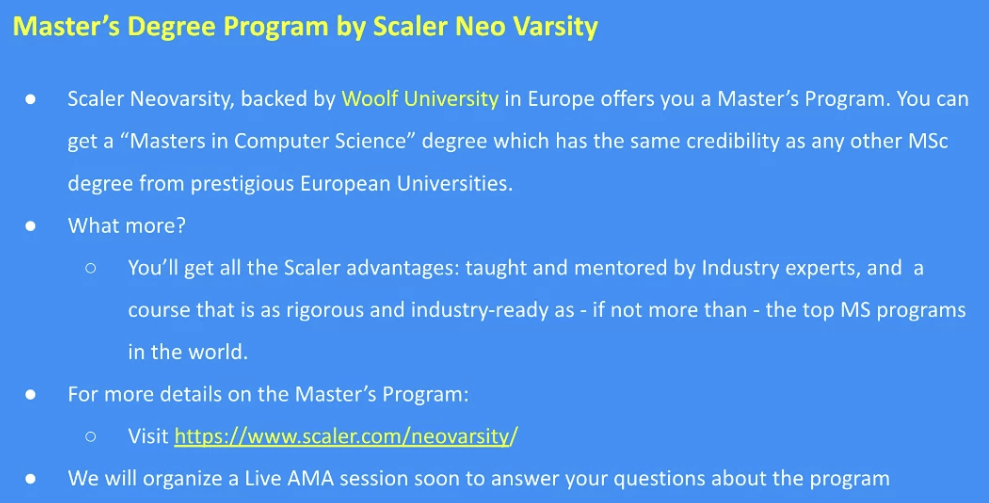 Master’s Degree Program by Scaler Neo Varsity
● Scaler Neovarsity, backed by Woolf University in Europe offers you a Master’s Program. You can
get a “Masters in Computer Science” degree which has the same credibility as any other MSc
degree from prestigious European Universities.
● What more?
○ You’ll get all the Scaler advantages: taught and mentored by Industry experts, and a
course that is as rigorous and industry-ready as - if not more than - the top MS programs
in the world.
● For more details on the Master’s Program:
○ Visit https://www.scaler.com/neovarsity/
● We will organize a Live AMA session soon to answer your questions about the program